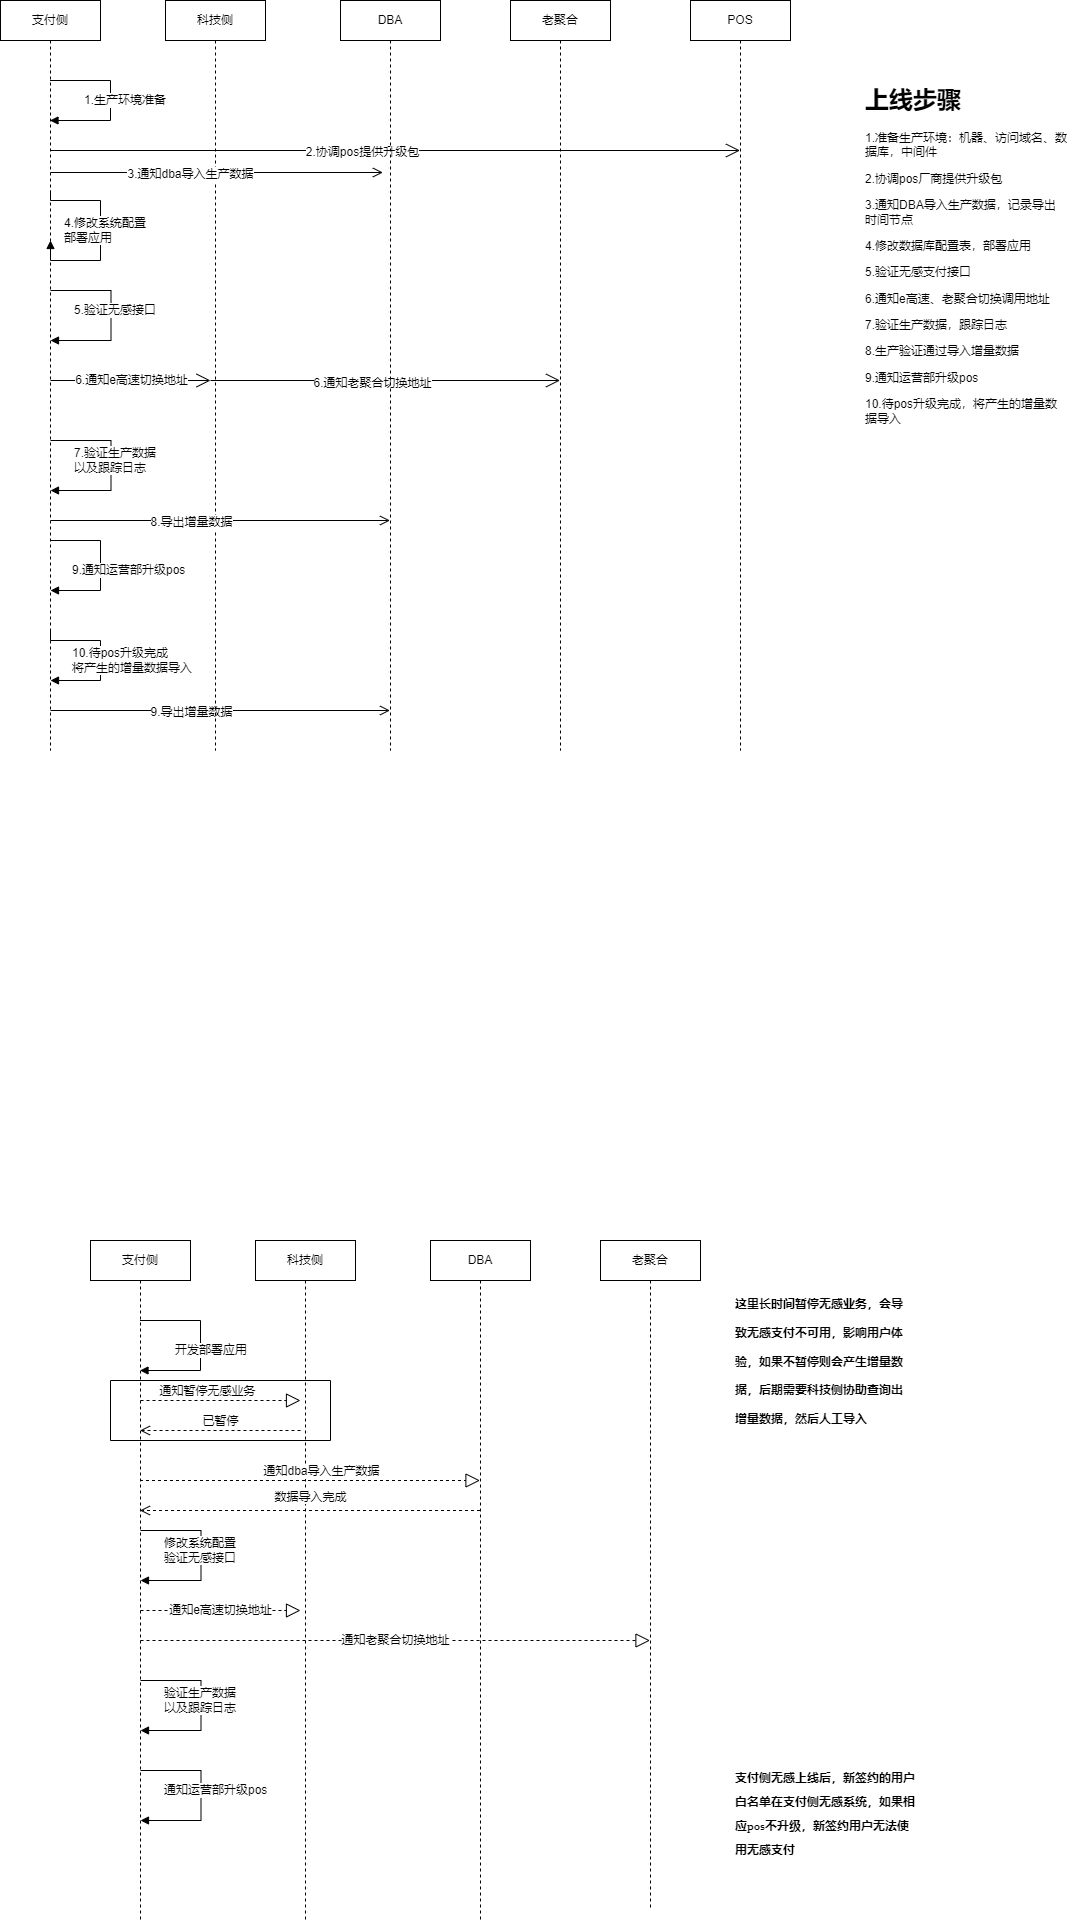 支付侧
科技侧
DBA
老聚合
POS
1.生产环境准备
2.协调pos提供升级包
3.通知dba导入生产数据
4.修改系统配置
部署应用
5.验证无感接口
6.通知e高速切换地址
6.通知老聚合切换地址
7.验证生产数据
以及跟踪日志
8.导出增量数据
9.通知运营部升级pos
10.待pos升级完成
将产生的增量数据导入
9.导出增量数据
上线步骤
1.准备生产环境：机器、访问域名、数
据库，中间件
2.协调pos厂商提供升级包
3.通知DBA导入生产数据，记录导出
时间节点
4.修改数据库配置表，部署应用
5.验证无感支付接口
6.通知e高速、老聚合切换调用地址
7.验证生产数据，跟踪日志
8.生产验证通过导入增量数据
9.通知运营部升级pos
10.待pos升级完成，将产生的增量数
据导入
支付侧
科技侧
DBA
老聚合
开发部署应用
通知暂停无感业务
已暂停
通知dba导入生产数据
数据导入完成
修改系统配置
验证无感接口
通知e高速切换地址
通知老聚合切换地址
验证生产数据
以及跟踪日志
通知运营部升级pos
这里长时间暂停无感业务，会导
致无感支付不可用，影响用户体
验，如果不暂停则会产生增量数
据，后期需要科技侧协助查询出
增量数据，然后人工导入
支付侧无感上线后，新签约的用户
白名单在支付侧无感系统，如果相
应pos不升级，新签约用户无法使
用无感支付